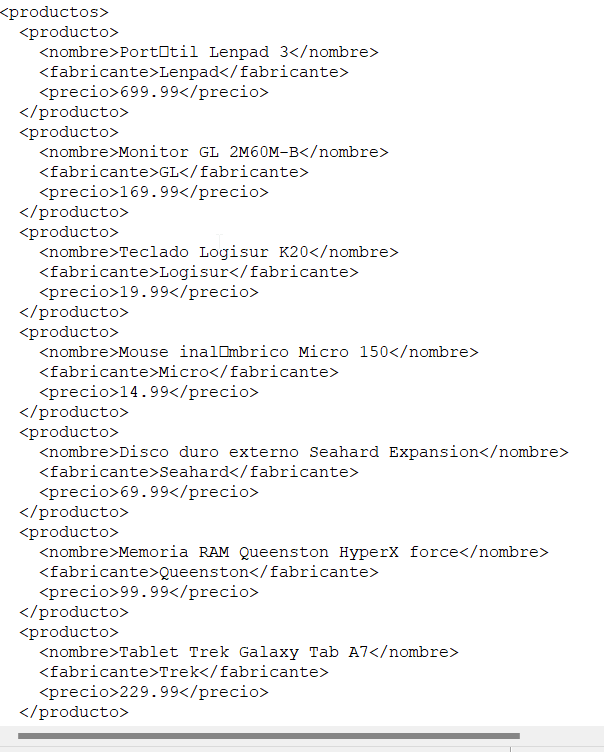 <productos>
  <producto>
    <nombre>Port□til Lenpad 3</nombre>
    <fabricante>Lenpad</fabricante>
    <precio>699.99</precio>
  </producto>
  <producto>
    <nombre>Monitor GL 2M60M-B</nombre>
    <fabricante>GL</fabricante>
    <precio>169.99</precio>
  </producto>
  <producto>
    <nombre>Teclado Logisur K20</nombre>
    <fabricante>Logisur</fabricante>
    <precio>19.99</precio>
  </producto>
  <producto>
    <nombre>Mouse inal□mbrico Micro 150</nombre>
    <fabricante>Micro</fabricante>
    <precio>14.99</precio>
  </producto>
  <producto>
    <nombre>Disco duro externo Seahard Expansion</nombre>
    <fabricante>Seahard</fabricante>
    <precio>69.99</precio>
  </producto>
  <producto>
    <nombre>Memoria RAM Queenston HyperX force</nombre>
    <fabricante>Queenston</fabricante>
    <precio>99.99</precio>
  </producto>
  <producto>
    <nombre>Tablet Trek Galaxy Tab A7</nombre>
    <fabricante>Trek</fabricante>
    <precio>229.99</precio>
  </producto>